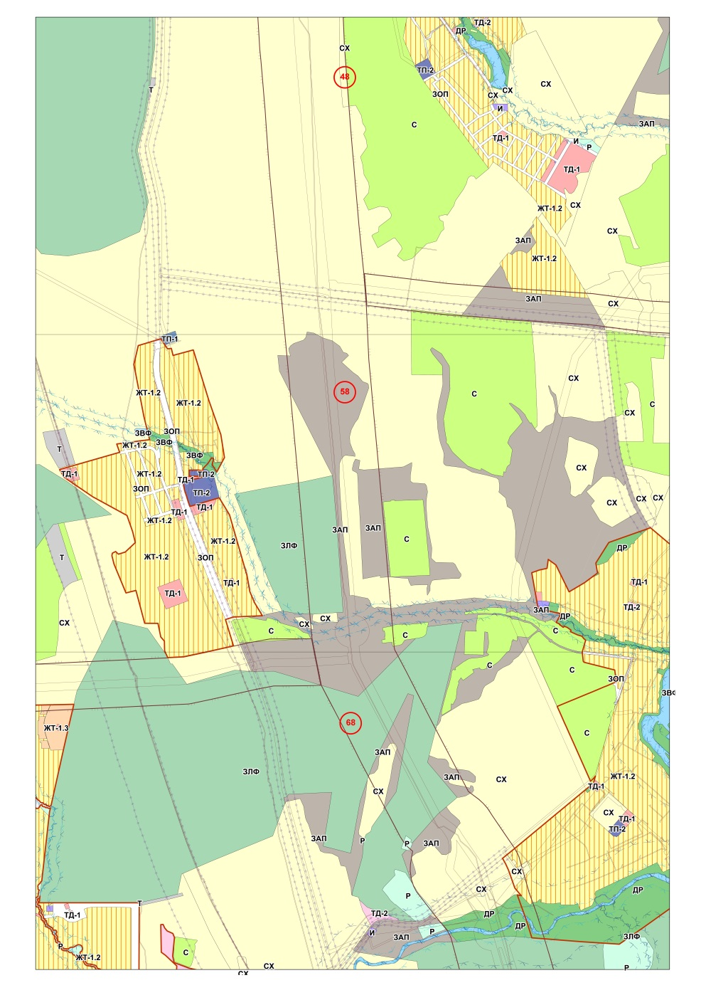 ТД-2
ДР
СХ
ТП-2
48
СХ
Т
ЗОП
СХ
СХ
И
С
ЗАП
ТД-1
И
Р
ТД-1
СХ
ЖТ-1.2
СХ
ЗАП
ЖТ-1.2
ЗАП
СХ
ТП-1
СХ
ЖТ-1.2
58
С
ЖТ-1.2
С
СХ
ЗВФ
ЗОП
ЗВФ
ЖТ-1.2
Т
ЗВФ
СХ
ТД-1
ЖТ-1.2
ТП-2
ТД-1
ЗОП
ТП-2
СХ
СХ
СХ
ТД-1
ТД-1
ЖТ-1.2
ЗАП
ЗАП
С
ЖТ-1.2
ЗЛФ
ДР
Т
ЖТ-1.2
ЗОП
ТД-1
ТД-1
ТД-1
ТД-2
ЗАП
ДР
СХ
СХ
СХ
С
С
С
С
С
ЗОП
ЗВФ
68
ЖТ-1.3
С
ЗАП
ЗЛФ
ЗАП
СХ
ЖТ-1.2
ТД-1
СХ
СХ
ТД-1
ТП-2
ЗАП
Р
Р
ЗАП
СХ
СХ
ДР
Р
Т
ТД-1
ТД-2
ДР
ДР
Р
И
ЗАП
ЗЛФ
Р
С
ЖТ-1.2
СХ
СХ
Р